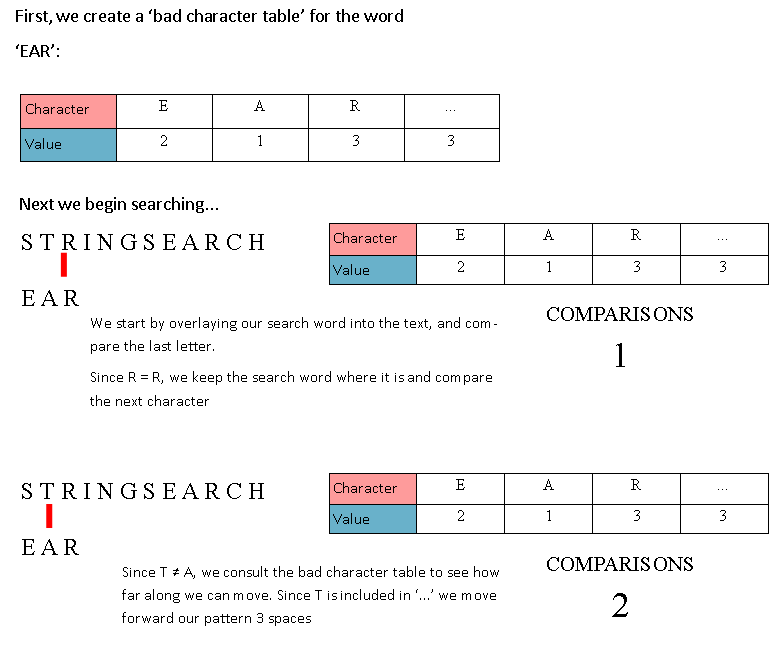 First, we create a ‘bad character table’ for the word
‘EAR’:
Character E A R ...
Value 2 1 3 3
Next we begin searching...
S T R I N G S E A R C H
E A R
Character E A R ...
Value 2 1 3 3
We start by overlaying our search word into the text, and com-
pare the last letter.
Since R = R, we keep the search word where it is and compare
the next character
COMPARISONS
1
S T R I N G S E A R C H
E A R
Character E A R ...
Value 2 1 3 3
Since T ≠ A, we consult the bad character table to see how
far along we can move. Since T is included in ‘...’ we move
forward our pattern 3 spaces
COMPARISONS
2